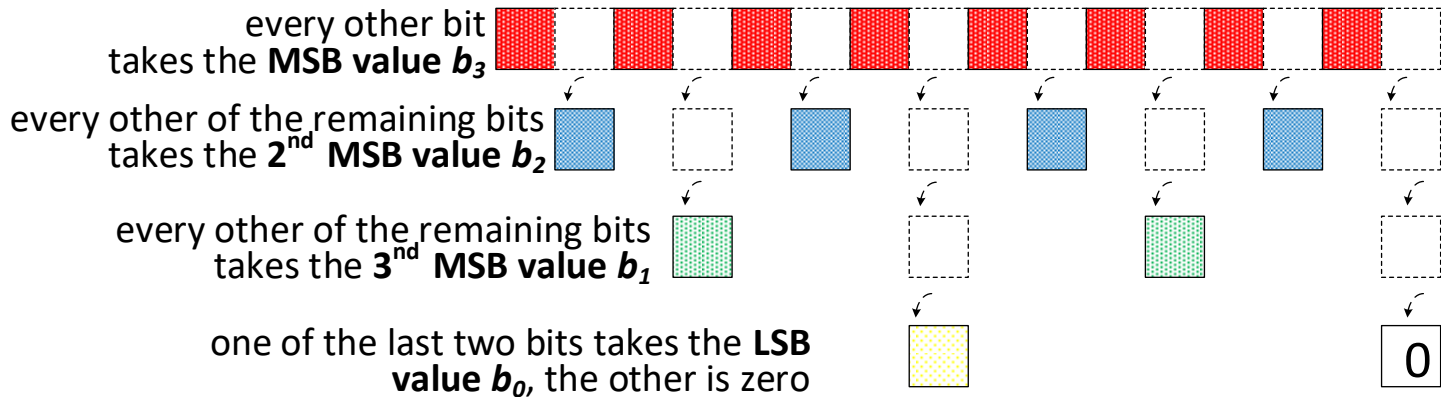 every other bit
takes the MSB value b3
every other of the remaining bits
takes the 2nd MSB value b2
every other of the remaining bits
takes the 3nd MSB value b1
one of the last two bits takes the LSB
value b0, the other is zero
0